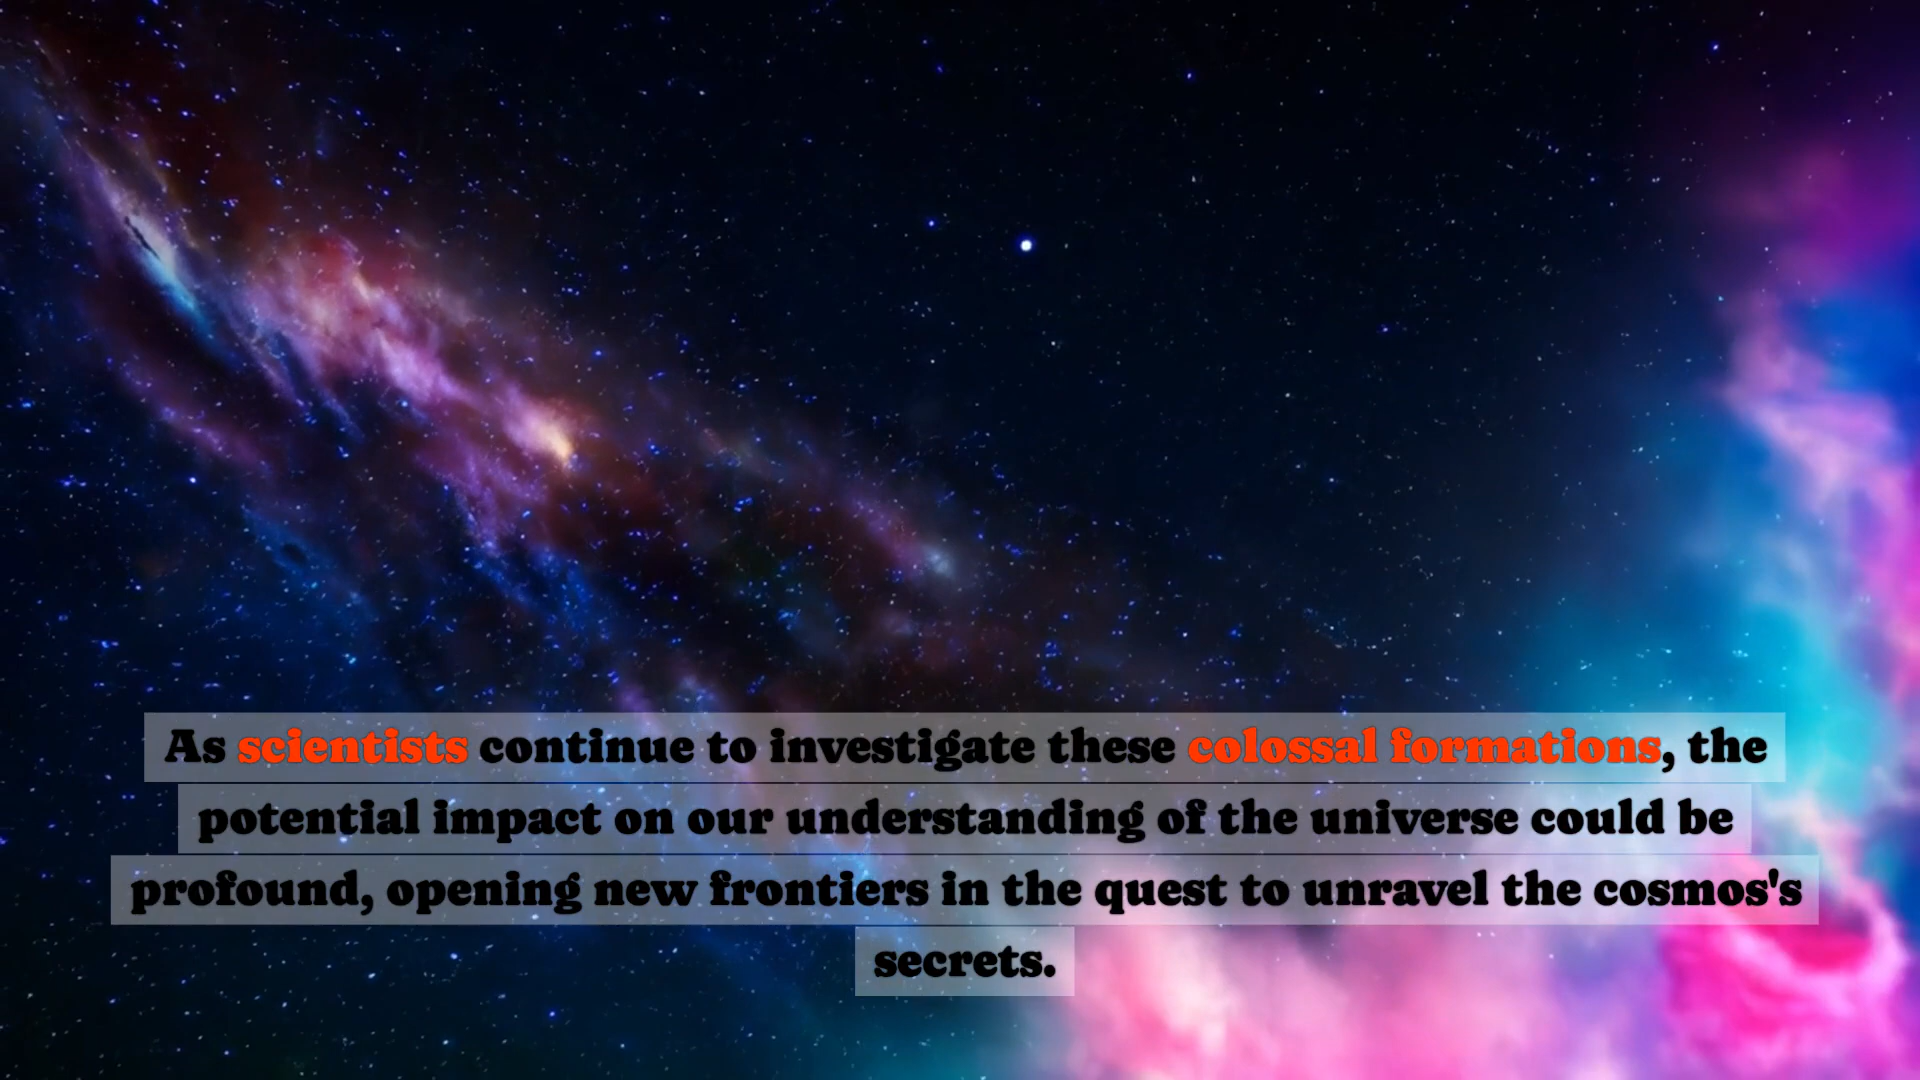 As scientists continue to investigate these colossal formations, the
potential impact on our understanding of the universe could be
profound, opening new frontiers in the quest to unravel the cosmos's
secrets.